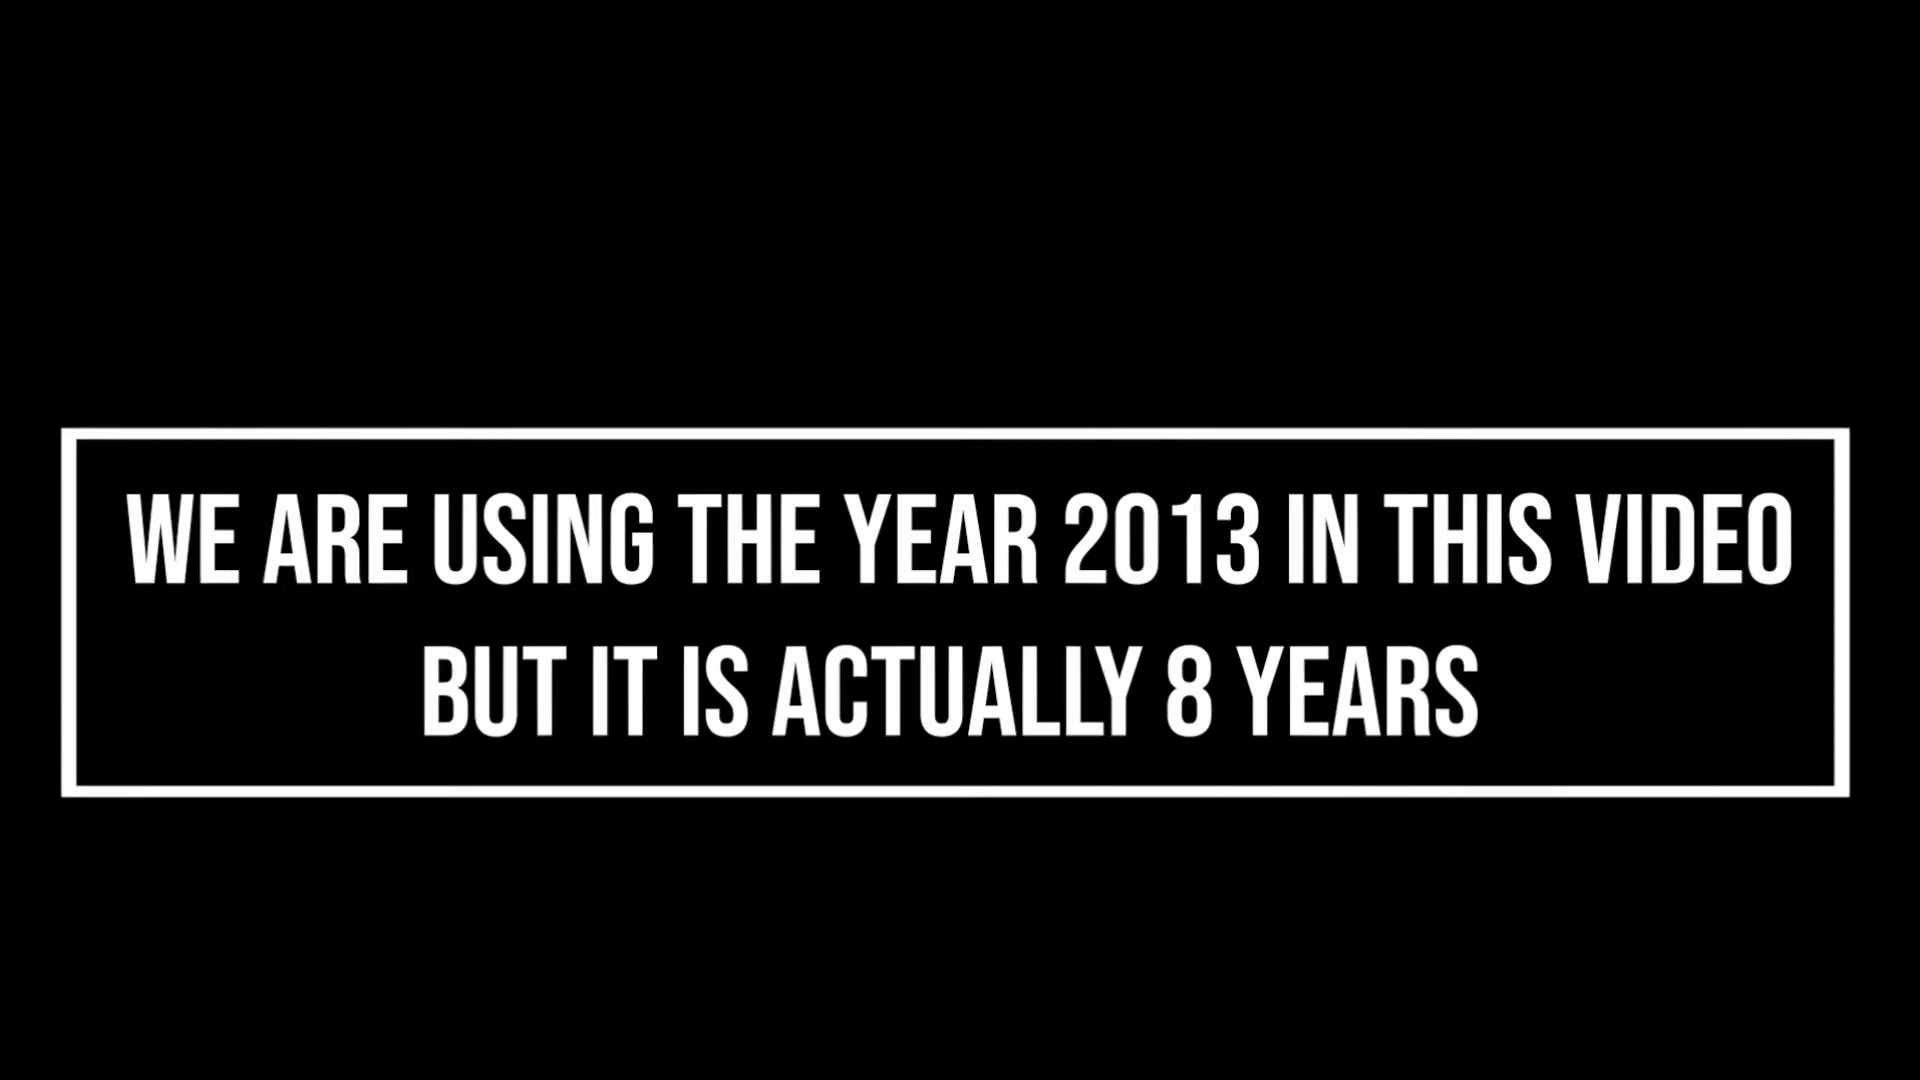 WE ARE USING THE YEAR 2013 IN THIS VIDEO
BUT IT IS ACTUALLY 8 YEARS